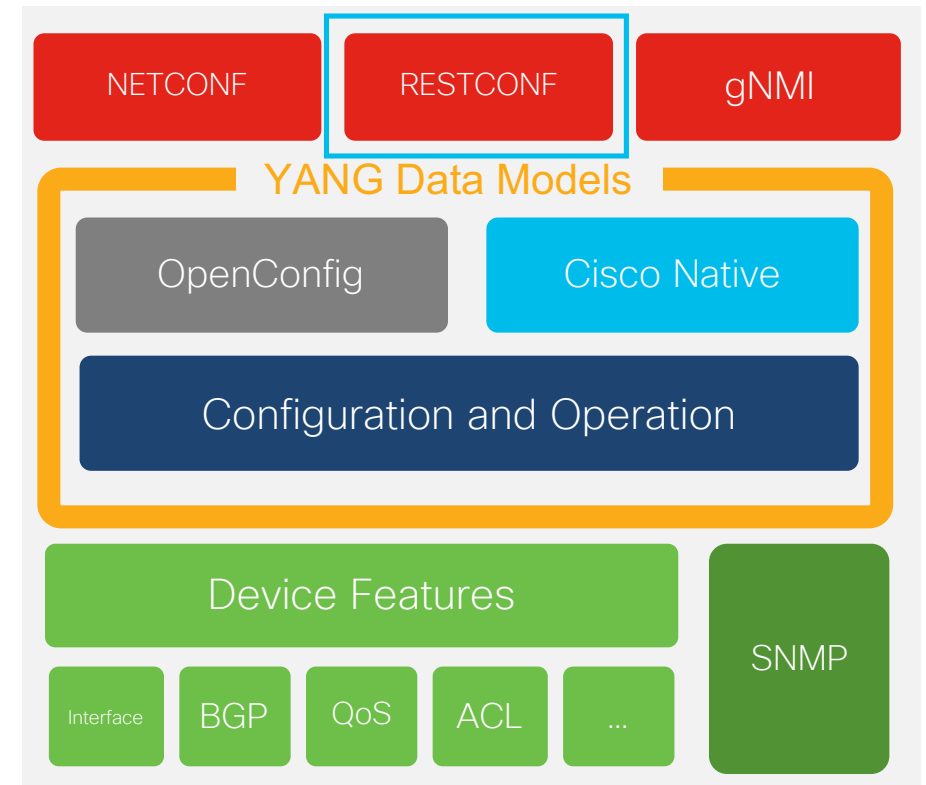 NETCONF
RESTCONF
gNMI
YANG Data Models
OpenConfig
Cisco Native
Configuration and Operation
Device Features
SNMP
Interface
BGP
QoS
ACL
...